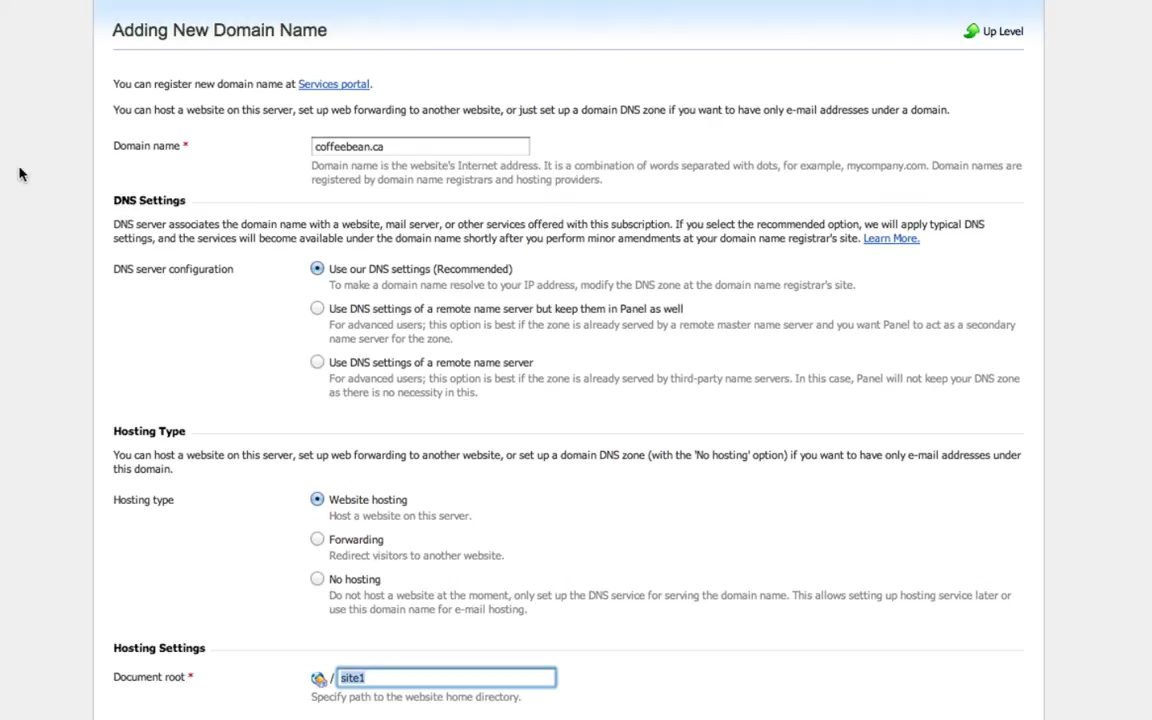 Adding New Domain Name
Up Level
You can register new domain name at Services portal.
You can host a website on this server, set up web forwarding to another website, or just set up a domain DNS zone if you want to have only e-mail addresses under a domain.
Domain name *
coffeebean.ca
Domain name is the website's Internet address. It is a combination of words separated with dots, for example, mycompany.com. Domain names are
registered by domain name registrars and hosting providers.
DNS Settings
DNS server associates the domain name with a website, mail server, or other services offered with this subscription. If you select the recommended option, we will apply typical DNS
settings, and the services will become available under the domain name shortly after you perform minor amendments at your domain name registrar's site. Learn More.
DNS server configuration
Use our DNS settings (Recommended)
To make a domain name resolve to your IP address, modify the DNS zone at the domain name registrar's site.
Use DNS settings of a remote name server but keep them in Panel as well
For advanced users; this option is best if the zone is already served by a remote master name server and you want Panel to act as a secondary
name server for the zone.
Use DNS settings of a remote name server
For advanced users; this option is best if the zone is already served by third-party name servers. In this case, Panel will not keep your DNS zone
as there is no necessity in this.
Hosting Type
You can host a website on this server, set up web forwarding to another website, or set up a domain DNS zone (with the 'No hosting' option) if you want to have only e-mail addresses under
this domain.
Hosting type
Website hosting
Host a website on this server.
Forwarding
Redirect visitors to another website.
No hosting
Do not host a website at the moment, only set up the DNS service for serving the domain name. This allows setting up hosting service later or
use this domain name for e-mail hosting.
Hosting Settings
Document root *
/ site1
Specify path to the website home directory.